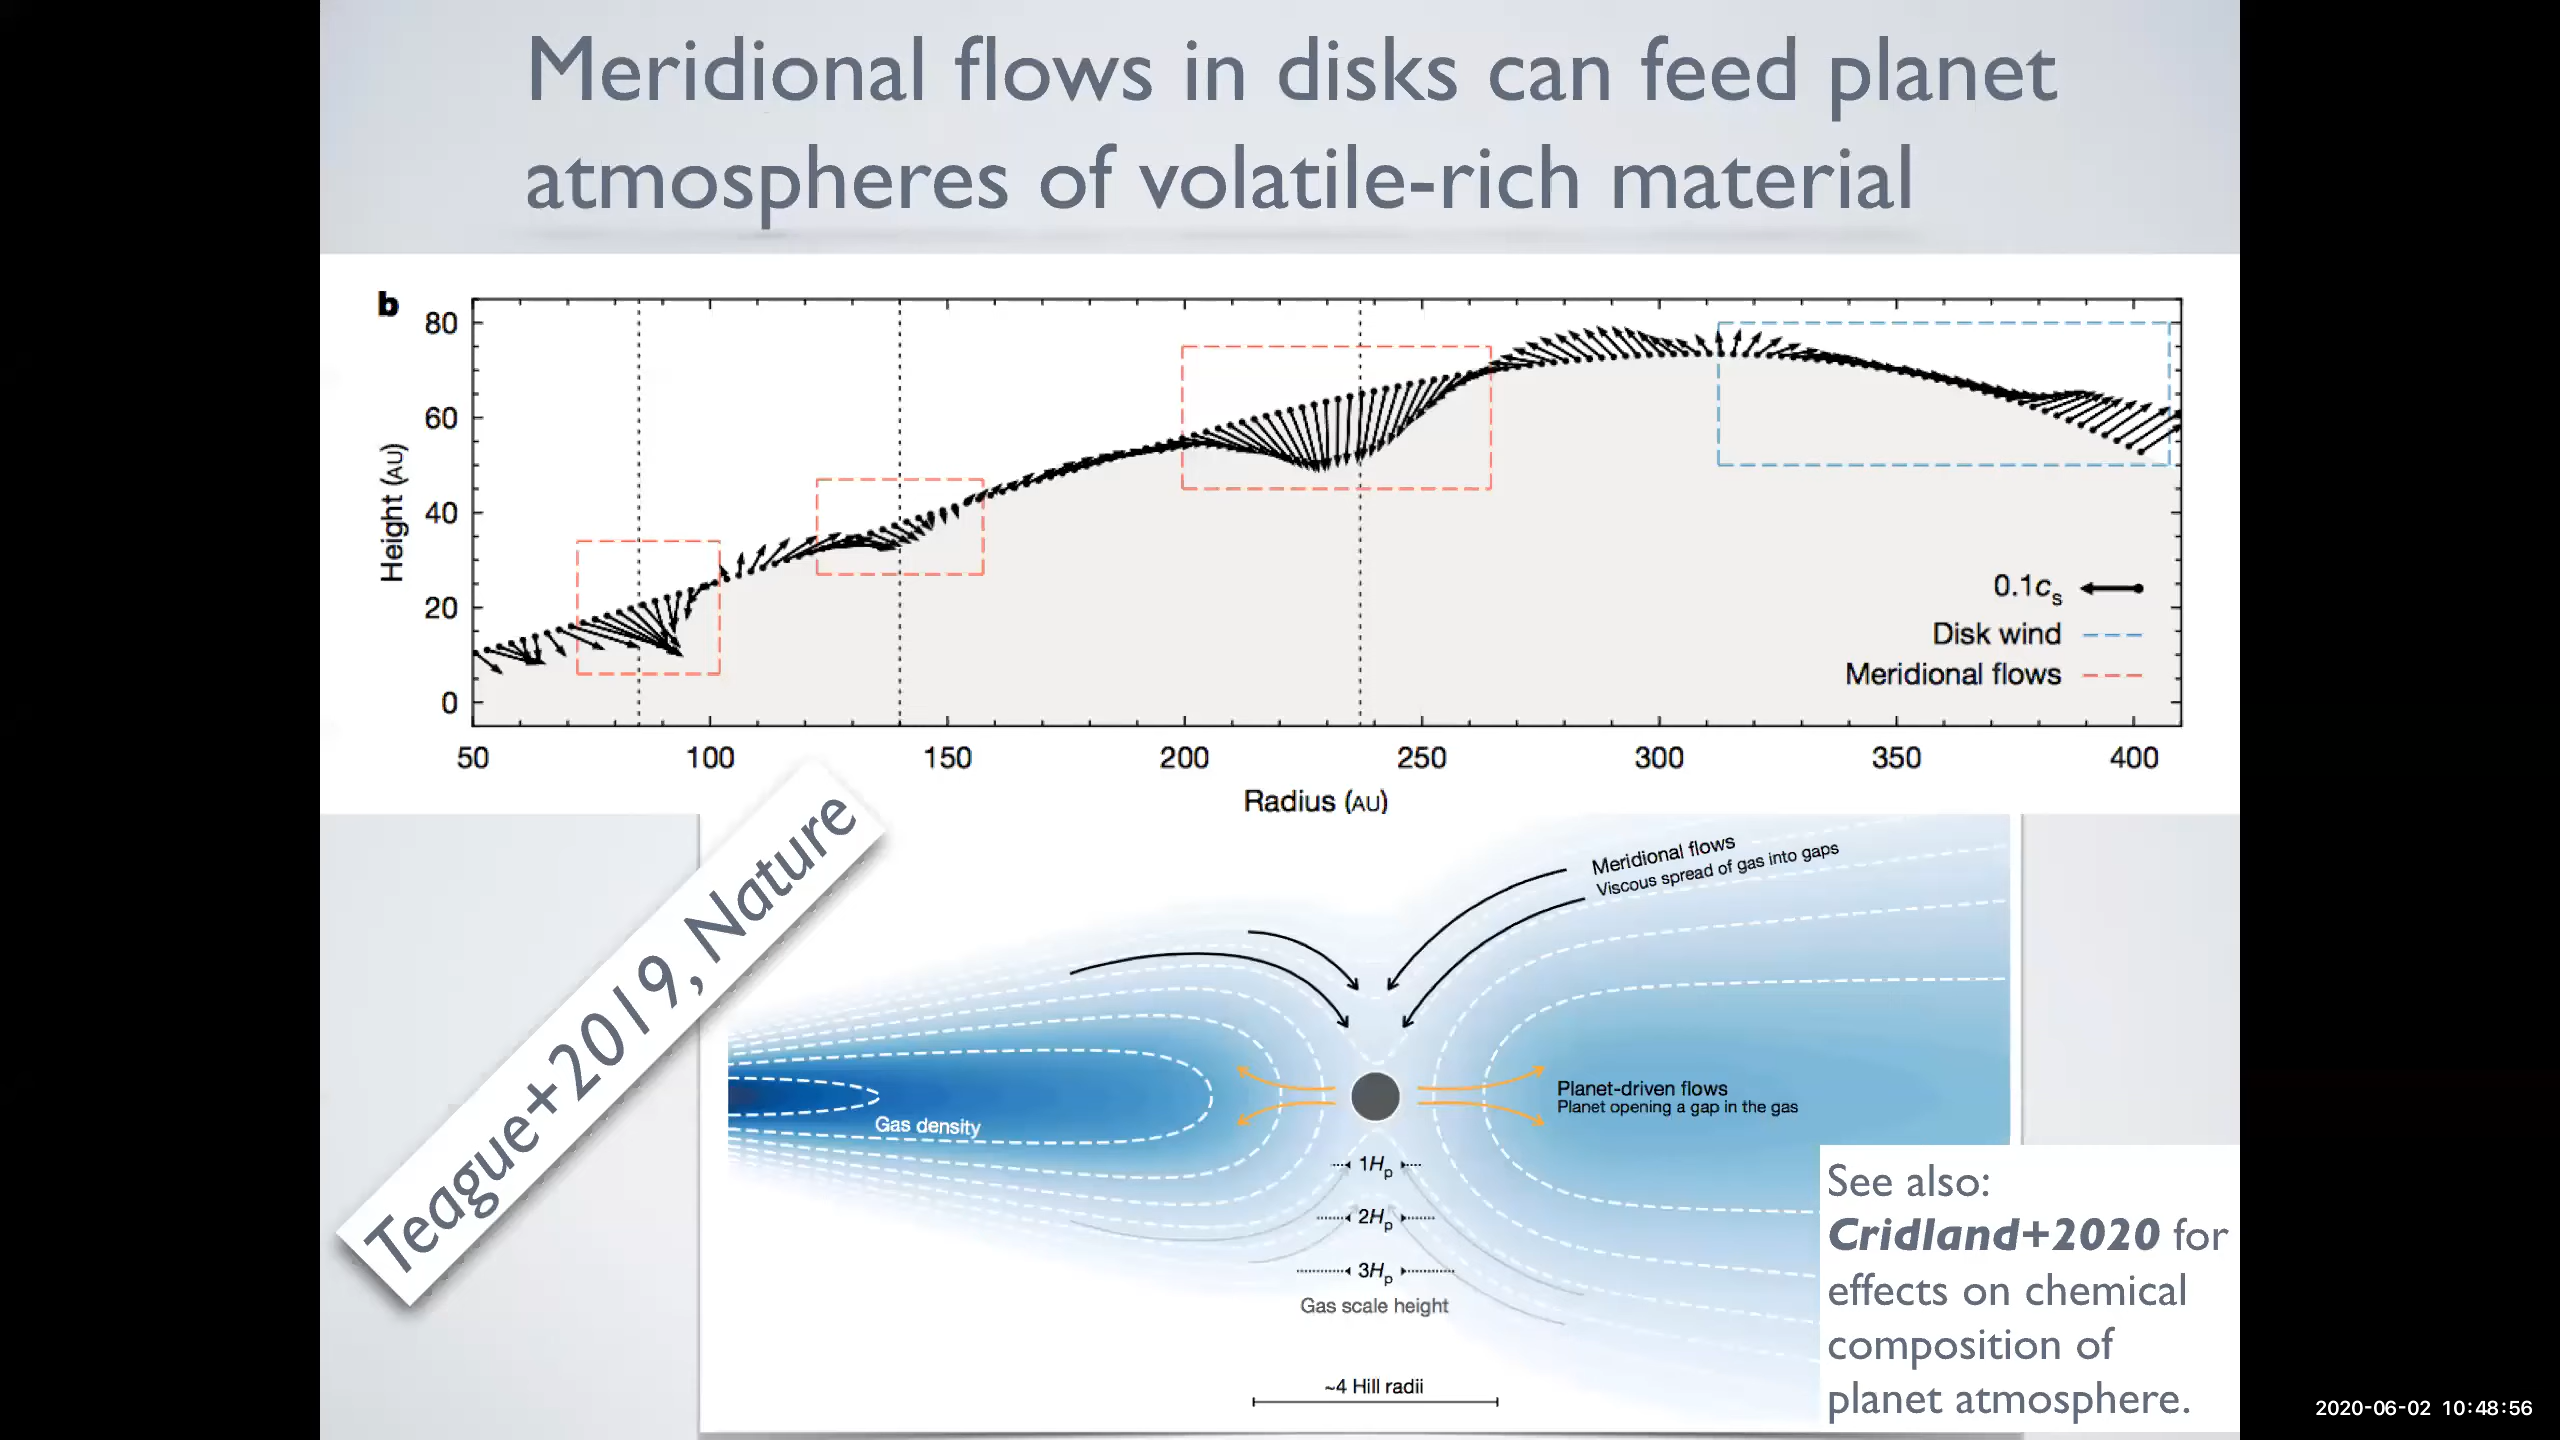 Meridional flows in disks can feed planet
atmospheres of volatile-rich material
b
80
60
40
20
0
Height (AU)
0.1cs
Disk wind
Meridional flows
50 100 150 200 250 300 350 400
Radius (AU)
Teague+2019, Nature
Meridional flows
Viscous spread of gas into gaps
Planet-driven flows
Planet opening a gap in the gas
Gas density
1Hp
2Hp
3Hp
Gas scale height
~4 Hill radii
See also:
Cridland+2020 for
effects on chemical
composition of
planet atmosphere.
2020-06-02 10:48:56